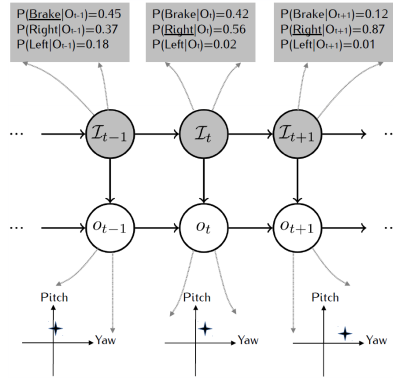 P(Brake|Oₜ₋₁)=0.45 P(Brake|Oₜ)=0.42 P(Brake|Oₜ₊₁)=0.12
P(Right|Oₜ₋₁)=0.37 P(Right|Oₜ)=0.56 P(Right|Oₜ₊₁)=0.87
P(Left|Oₜ₋₁)=0.18 P(Left|Oₜ)=0.02 P(Left|Oₜ₊₁)=0.01
... ℐₜ₋₁ ℐₜ ℐₜ₊₁ ...
... oₜ₋₁ oₜ oₜ₊₁ ...
Pitch Pitch Pitch
Yaw Yaw Yaw